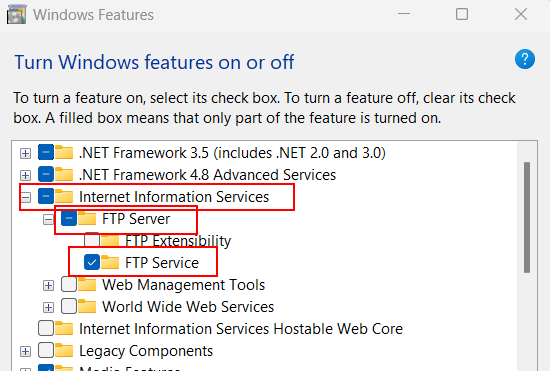 Windows Features
Turn Windows features on or off
To turn a feature on, select its check box. To turn a feature off, clear its check
box. A filled box means that only part of the feature is turned on.
.NET Framework 3.5 (includes .NET 2.0 and 3.0)
.NET Framework 4.8 Advanced Services
Internet Information Services
FTP Server
FTP Extensibility
FTP Service
Web Management Tools
World Wide Web Services
Internet Information Services Hostable Web Core
Legacy Components
Media Features